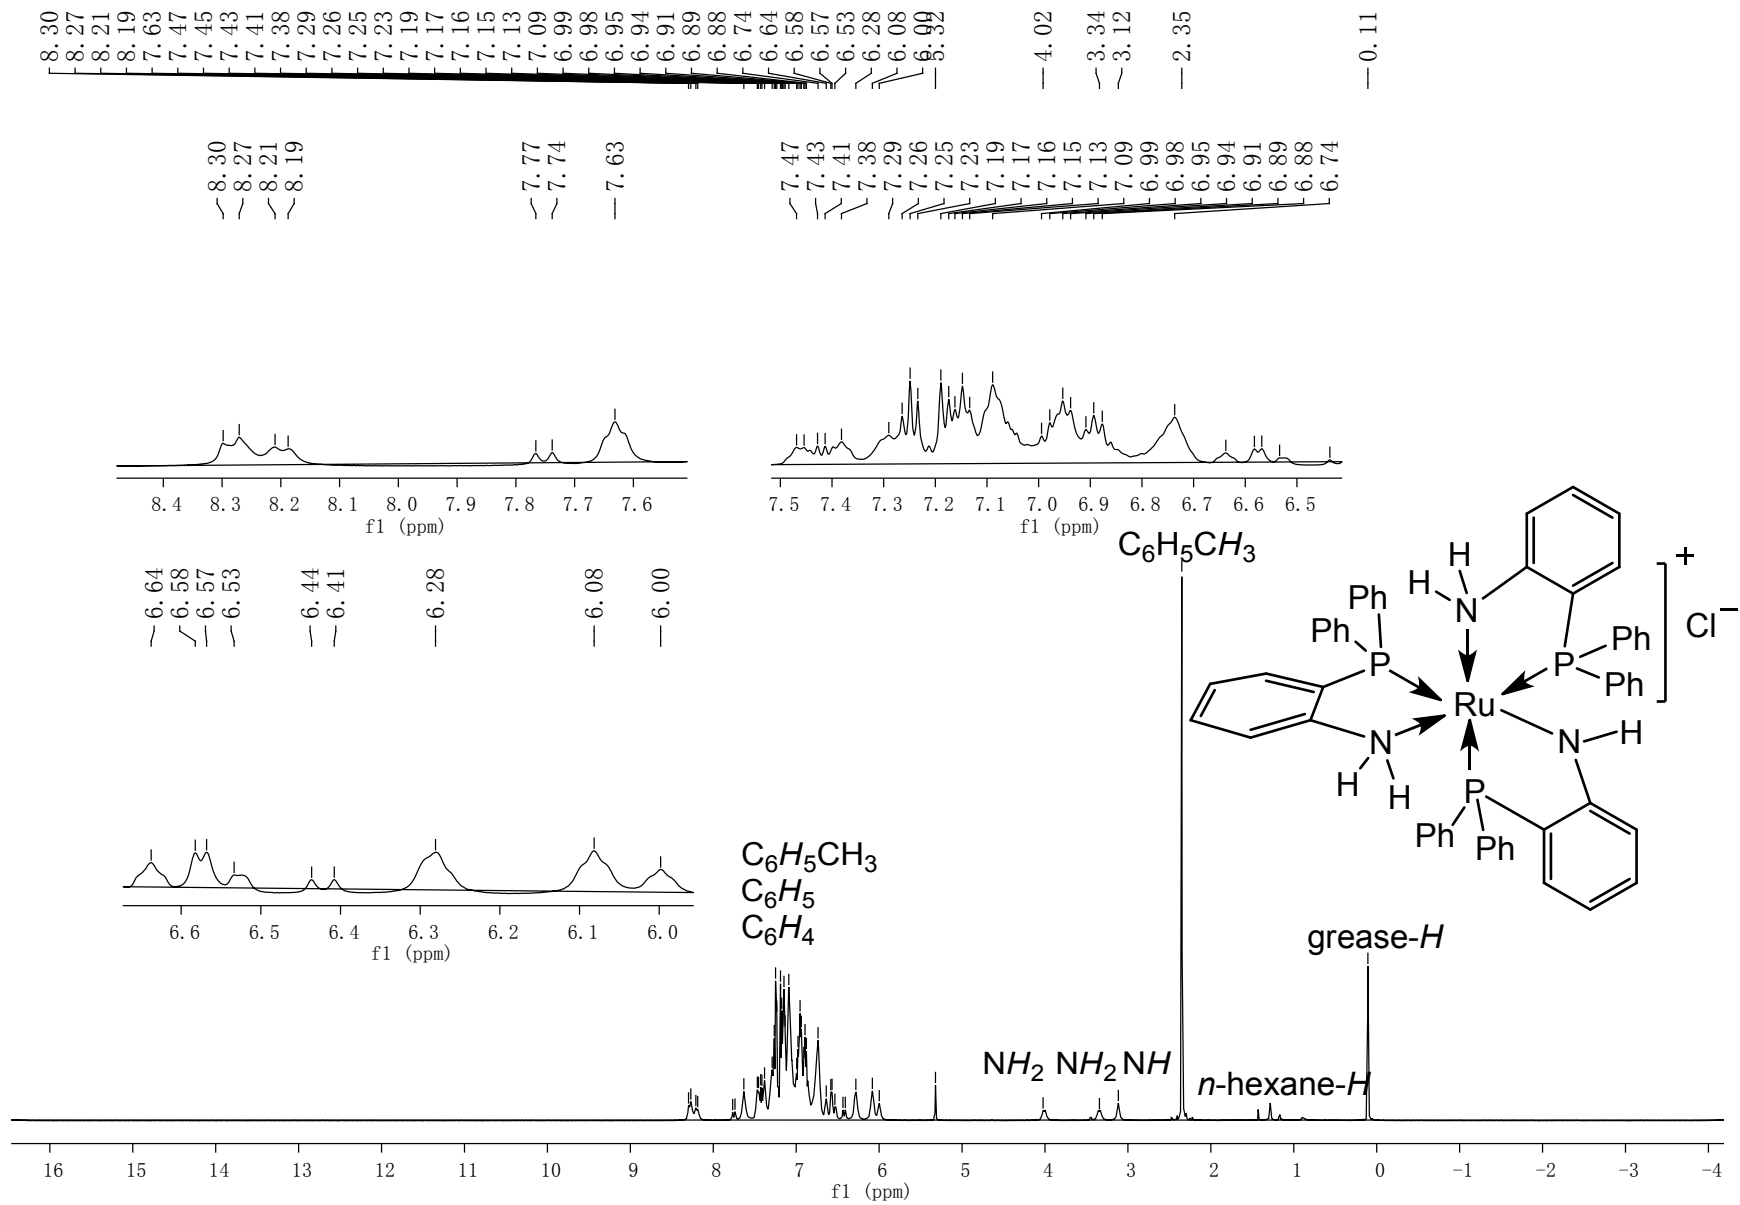 8.30 8.27 8.21 8.19 7.63 7.47 7.45 7.43 7.41 7.38 7.29 7.26 7.25 7.23 7.19 7.17 7.16 7.15 7.13 7.09 6.99 6.98 6.95 6.94 6.91 6.89 6.88 6.74 6.64 6.58 6.57 6.53 6.28 6.08 6.00 5.32 4.02 3.34 3.12 2.35 0.11
8.30 8.27 8.21 8.19 7.77 7.74 7.63
7.47 7.43 7.41 7.38 7.29 7.26 7.25 7.23 7.19 7.17 7.16 7.15 7.13 7.09 6.99 6.98 6.95 6.94 6.91 6.89 6.88 6.74
8.4 8.3 8.2 8.1 8.0 7.9 7.8 7.7 7.6
f1 (ppm)
7.5 7.4 7.3 7.2 7.1 7.0 6.9 6.8 6.7 6.6 6.5
f1 (ppm)
C₆H₅CH₃
6.64 6.58 6.57 6.53 6.44 6.41 6.28 6.08 6.00
6.6 6.5 6.4 6.3 6.2 6.1 6.0
f1 (ppm)
H
H
N
+
Cl⁻
Ph
Ph
P
Ph
P
Ph
Ru
N
H
N
H
H
P
Ph
Ph
C₆H₅CH₃
C₆H₅
C₆H₄
grease-H
NH₂ NH₂ NH
n-hexane-H
16 15 14 13 12 11 10 9 8 7 6 5 4 3 2 1 0 -1 -2 -3 -4
f1 (ppm)